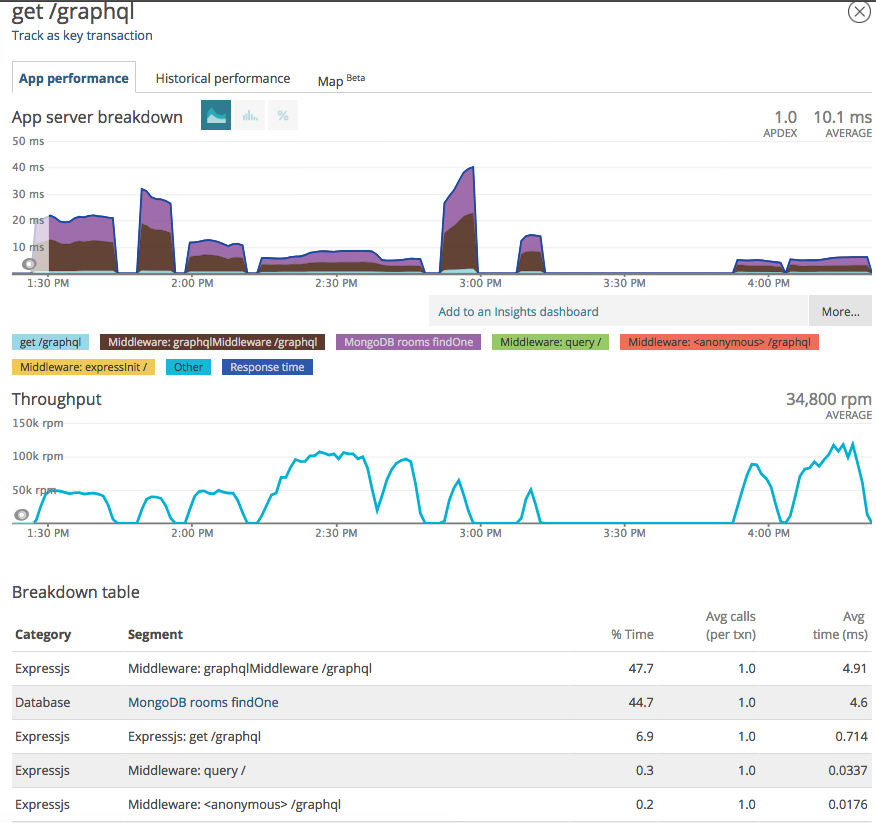 get /graphql
Track as key transaction
App performance Historical performance Map Beta
App server breakdown % 1.0 10.1 ms
APDEX AVERAGE
50 ms
40 ms
30 ms
20 ms
10 ms
1:30 PM 2:00 PM 2:30 PM 3:00 PM 3:30 PM 4:00 PM
Add to an Insights dashboard More...
get /graphql Middleware: graphqlMiddleware /graphql MongoDB rooms findOne Middleware: query / Middleware: <anonymous> /graphql
Middleware: expressInit / Other Response time
Throughput 34,800 rpm
AVERAGE
150k rpm
100k rpm
50k rpm
1:30 PM 2:00 PM 2:30 PM 3:00 PM 3:30 PM 4:00 PM
Breakdown table
Category Segment % Time Avg calls (per txn) Avg time (ms)
Expressjs Middleware: graphqlMiddleware /graphql 47.7 1.0 4.91
Database MongoDB rooms findOne 44.7 1.0 4.6
Expressjs Expressjs: get /graphql 6.9 1.0 0.714
Expressjs Middleware: query / 0.3 1.0 0.0337
Expressjs Middleware: <anonymous> /graphql 0.2 1.0 0.0176